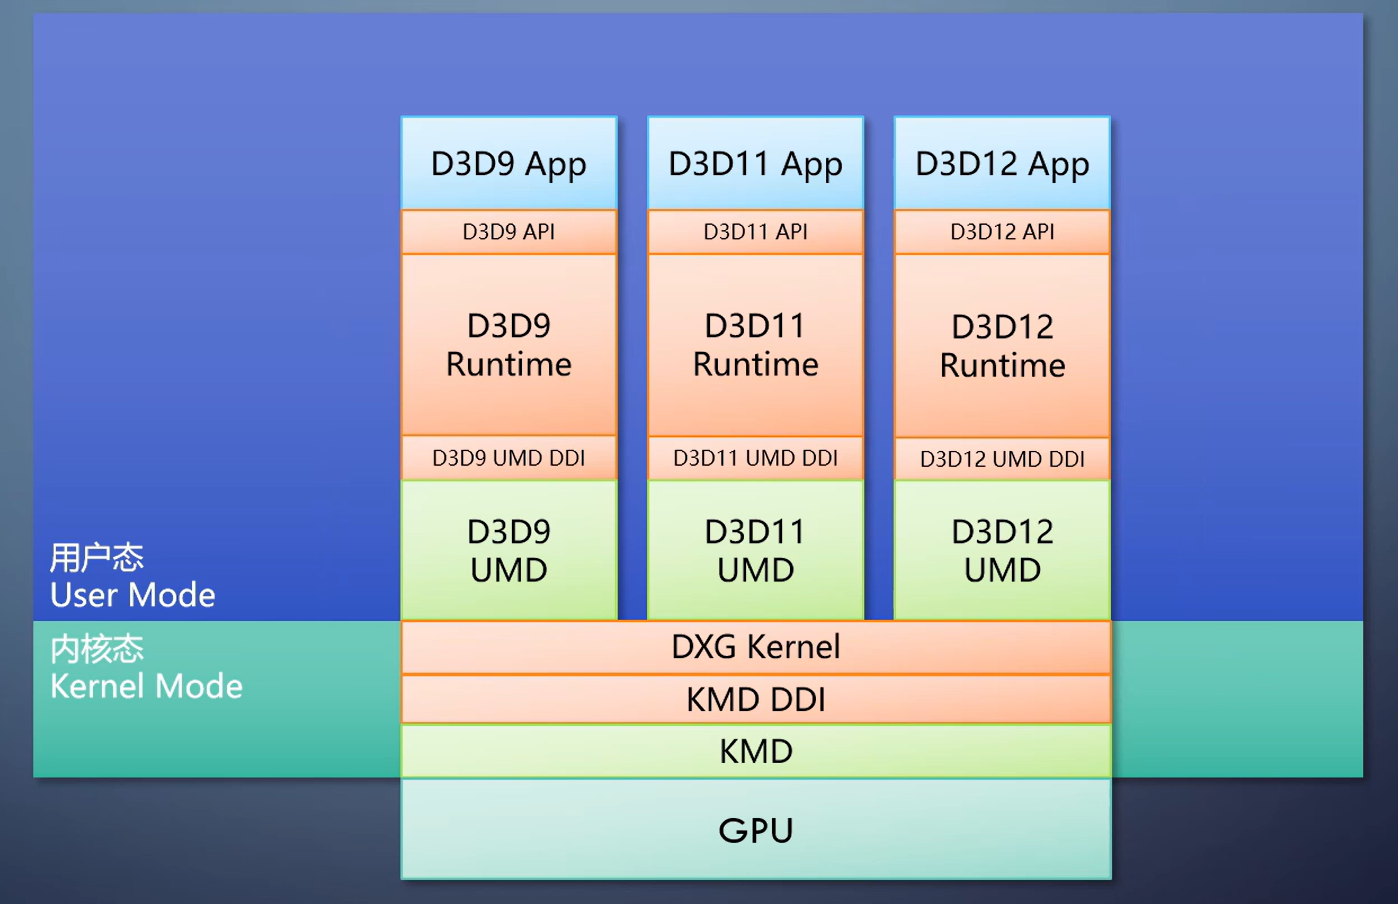 D3D9 App
D3D11 App
D3D12 App
D3D9 API
D3D11 API
D3D12 API
D3D9
Runtime
D3D11
Runtime
D3D12
Runtime
D3D9 UMD DDI
D3D11 UMD DDI
D3D12 UMD DDI
D3D9
UMD
D3D11
UMD
D3D12
UMD
用户态
User Mode
内核态
Kernel Mode
DXG Kernel
KMD DDI
KMD
GPU